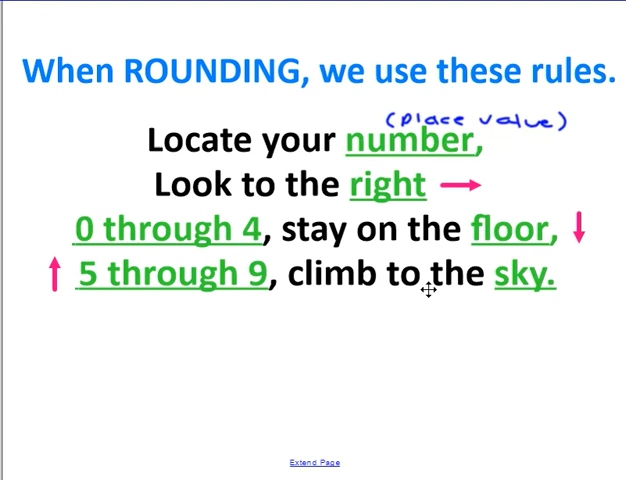 When ROUNDING, we use these rules.
(place value)
Locate your number,
Look to the right
0 through 4, stay on the floor,
5 through 9, climb to the sky.
Extend Page